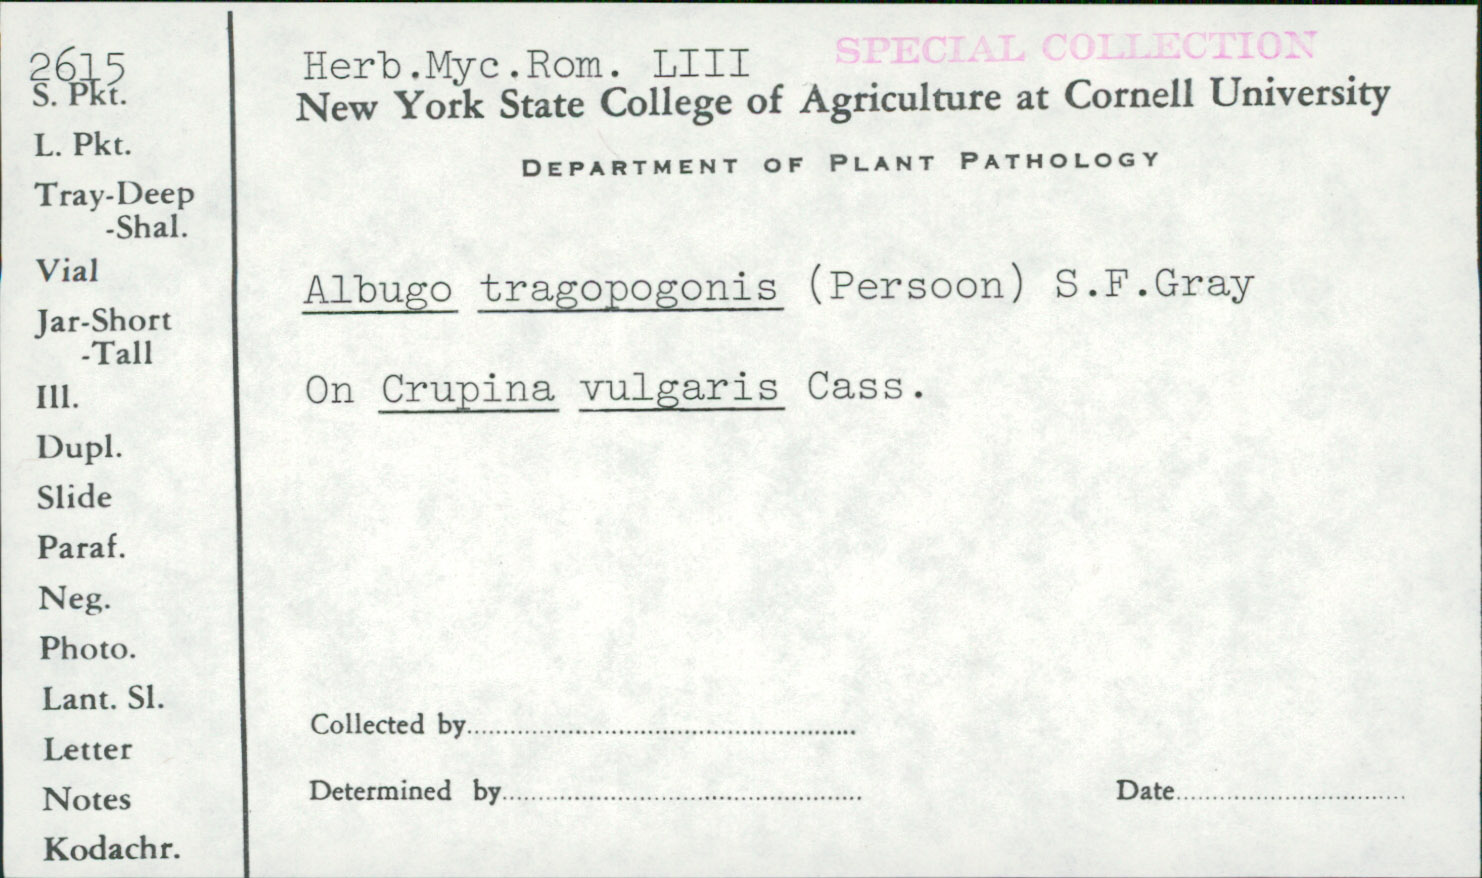 2615
S. Pkt.
L. Pkt.
Tray-Deep
-Shal.
Vial
Jar-Short
-Tall
Ill.
Dupl.
Slide
Paraf.
Neg.
Photo.
Lant. Sl.
Letter
Notes
Kodachr.
Herb.Myc.Rom. LIII
SPECIAL COLLECTION
New York State College of Agriculture at Cornell University
DEPARTMENT OF PLANT PATHOLOGY
Albugo tragopogonis (Persoon) S.F.Gray
On Crupina vulgaris Cass.
Collected by
Determined by
Date